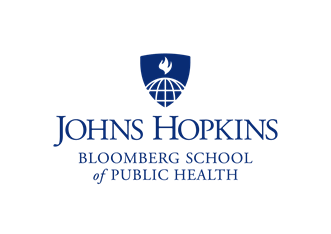 JOHNS HOPKINS
BLOOMBERG SCHOOL
of PUBLIC HEALTH